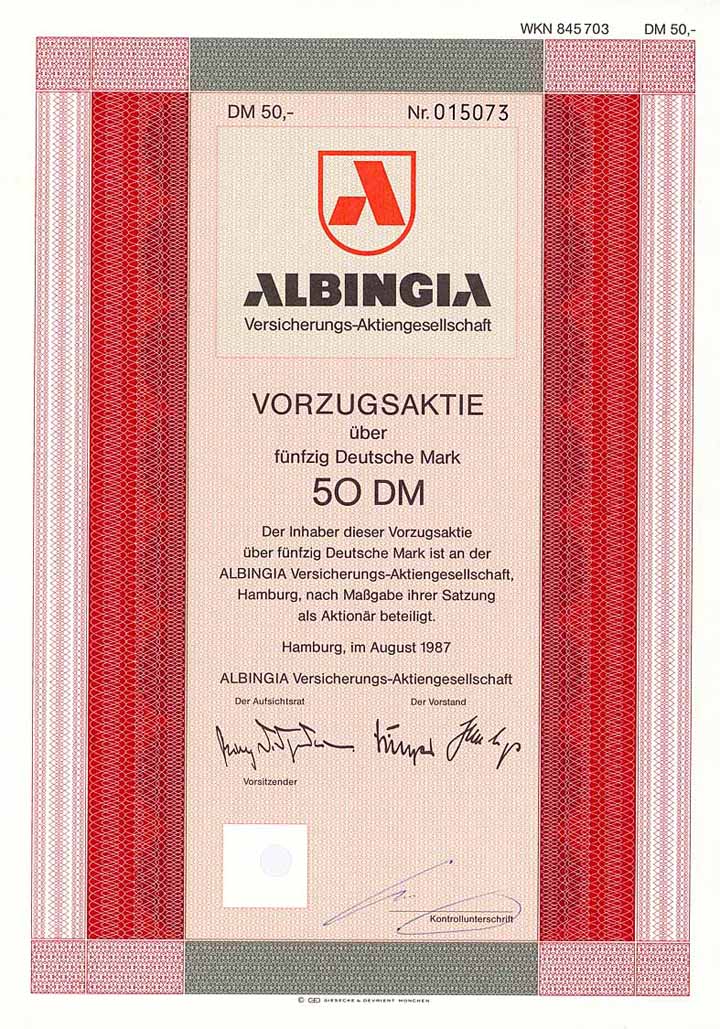 WKN 845 703 DM 50,-
DM 50,- Nr. 015073
ALBINGIA
Versicherungs-Aktiengesellschaft
VORZUGSAKTIE
über
fünfzig Deutsche Mark
50 DM
Der Inhaber dieser Vorzugsaktie
über fünfzig Deutsche Mark ist an der
ALBINGIA Versicherungs-Aktiengesellschaft,
Hamburg, nach Maßgabe ihrer Satzung
als Aktionär beteiligt.
Hamburg, im August 1987
ALBINGIA Versicherungs-Aktiengesellschaft
Der Aufsichtsrat Der Vorstand
Vorsitzender
Kontrollunterschrift
© GD GIESECKE & DEVRIENT MÜNCHEN